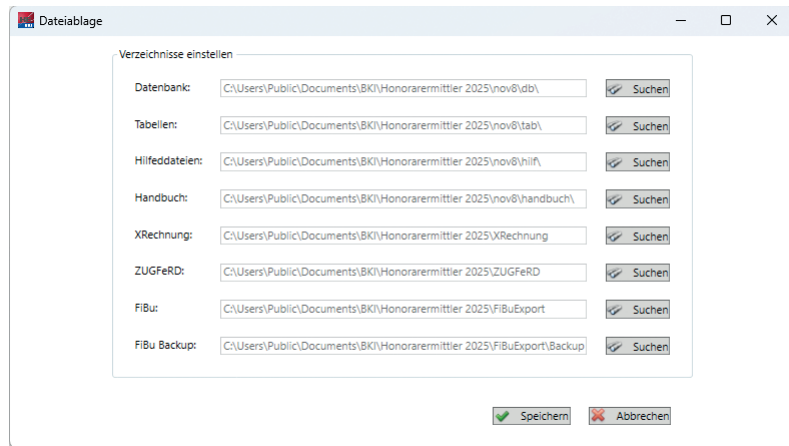 BKI Dateiablage
Verzeichnisse einstellen
Datenbank: C:\Users\Public\Documents\BKI\Honorarermittler 2025\nov8\db\ Suchen
Tabellen: C:\Users\Public\Documents\BKI\Honorarermittler 2025\nov8\tab\ Suchen
Hilfeddateien: C:\Users\Public\Documents\BKI\Honorarermittler 2025\nov8\hilf\ Suchen
Handbuch: C:\Users\Public\Documents\BKI\Honorarermittler 2025\nov8\handbuch\ Suchen
XRechnung: C:\Users\Public\Documents\BKI\Honorarermittler 2025\XRechnung Suchen
ZUGFeRD: C:\Users\Public\Documents\BKI\Honorarermittler 2025\ZUGFeRD Suchen
FiBu: C:\Users\Public\Documents\BKI\Honorarermittler 2025\FiBuExport Suchen
FiBu Backup: C:\Users\Public\Documents\BKI\Honorarermittler 2025\FiBuExport\Backup Suchen
Speichern Abbrechen